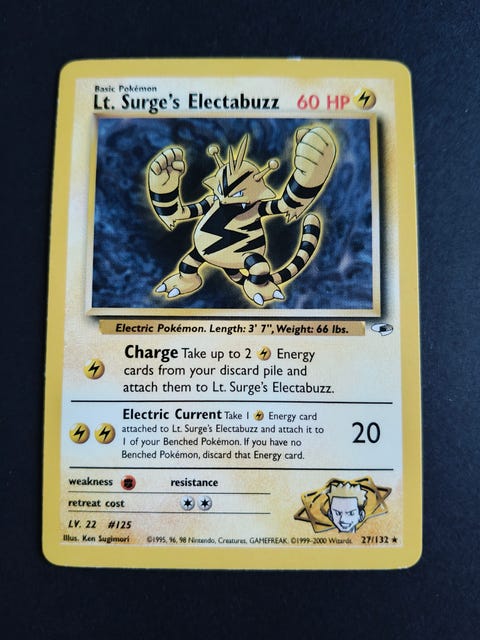 Basic Pokémon
Lt. Surge's Electabuzz 60 HP
Electric Pokémon. Length: 3' 7", Weight: 66 lbs.
Charge Take up to 2 Energy
cards from your discard pile and
attach them to Lt. Surge's Electabuzz.
Electric Current Take 1 Energy card
attached to Lt. Surge's Electabuzz and attach it to
1 of your Benched Pokémon. If you have no
Benched Pokémon, discard that Energy card.
20
weakness resistance
retreat cost
LV. 22 #125
Illus. Ken Sugimori ©1995, 96, 98 Nintendo, Creatures, GAMEFREAK. ©1999-2000 Wizards. 27/132 ★